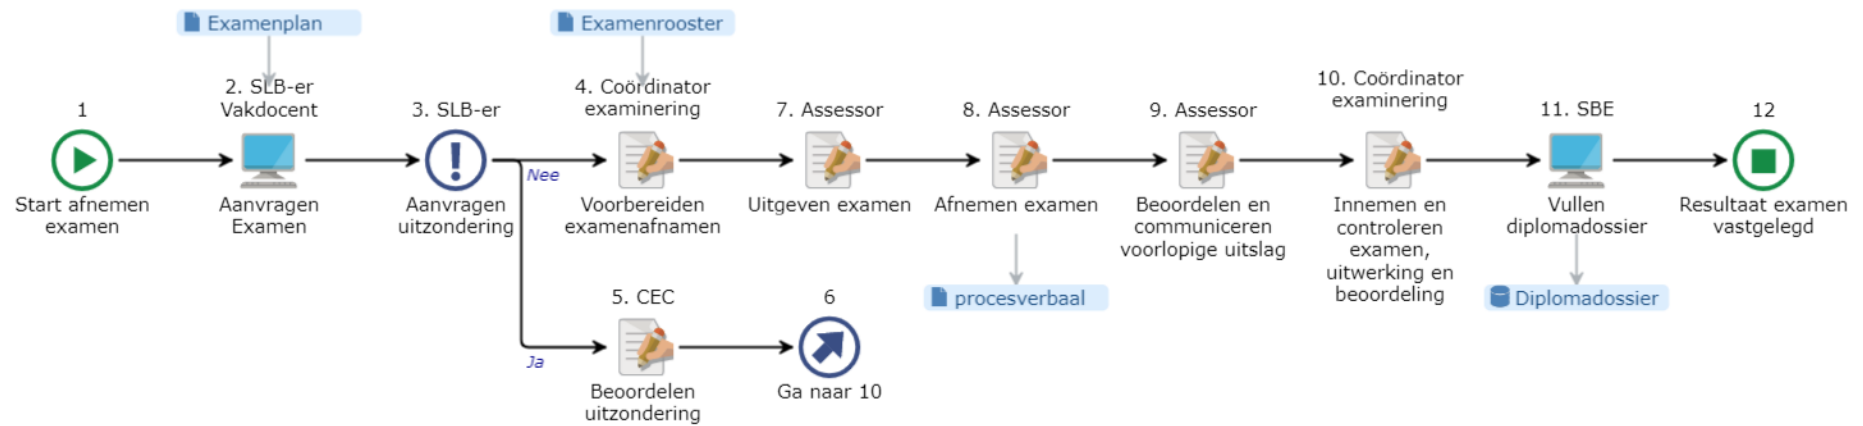 Examenplan
Examenrooster
1
Start afnemen
examen
2. SLB-er
Vakdocent
Aanvragen
Examen
3. SLB-er
Aanvragen
uitzondering
Nee
Ja
4. Coördinator
examinering
Voorbereiden
examenafnamen
5. CEC
Beoordelen
uitzondering
6
Ga naar 10
7. Assessor
Uitgeven examen
8. Assessor
Afnemen examen
procesverbaal
9. Assessor
Beoordelen en
communiceren
voorlopige uitslag
10. Coördinator
examinering
Innemen en
controleren
examen,
uitwerking en
beoordeling
11. SBE
Vullen
diplomadossier
Diplomadossier
12
Resultaat examen
vastgelegd